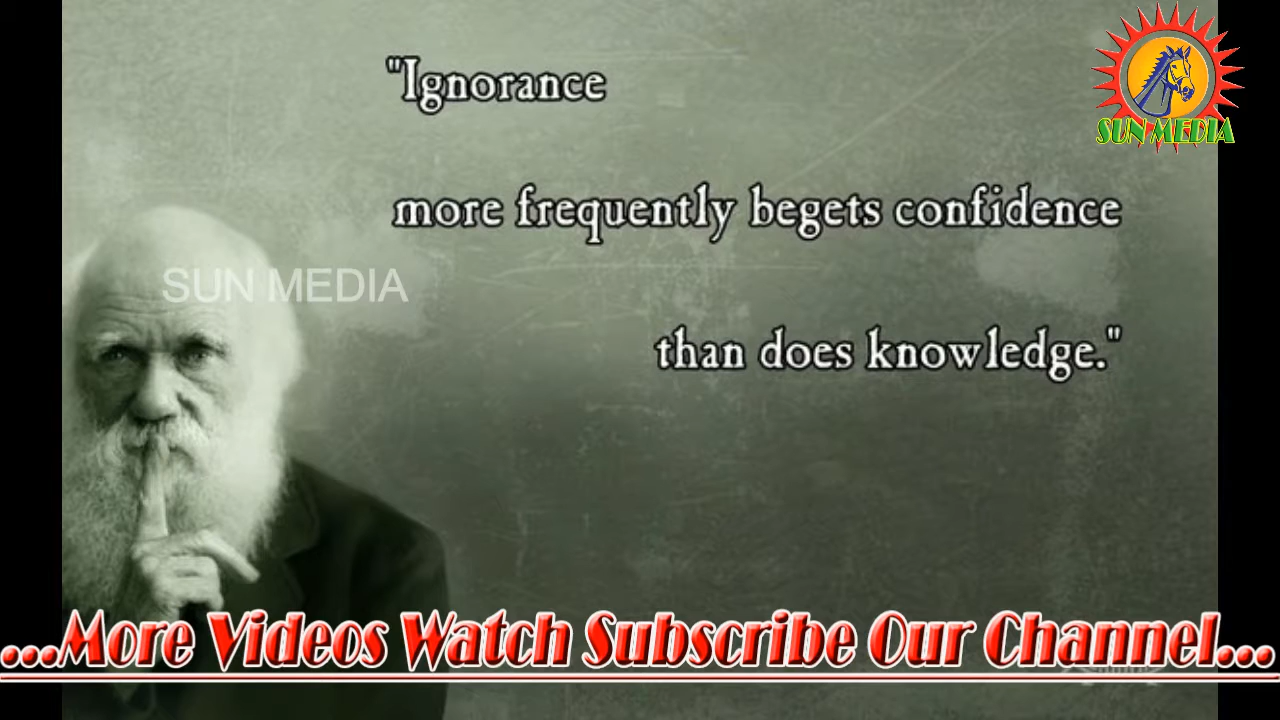 "Ignorance
SUN MEDIA
more frequently begets confidence
SUN MEDIA
than does knowledge."
...More Videos Watch Subscribe Our Channel...